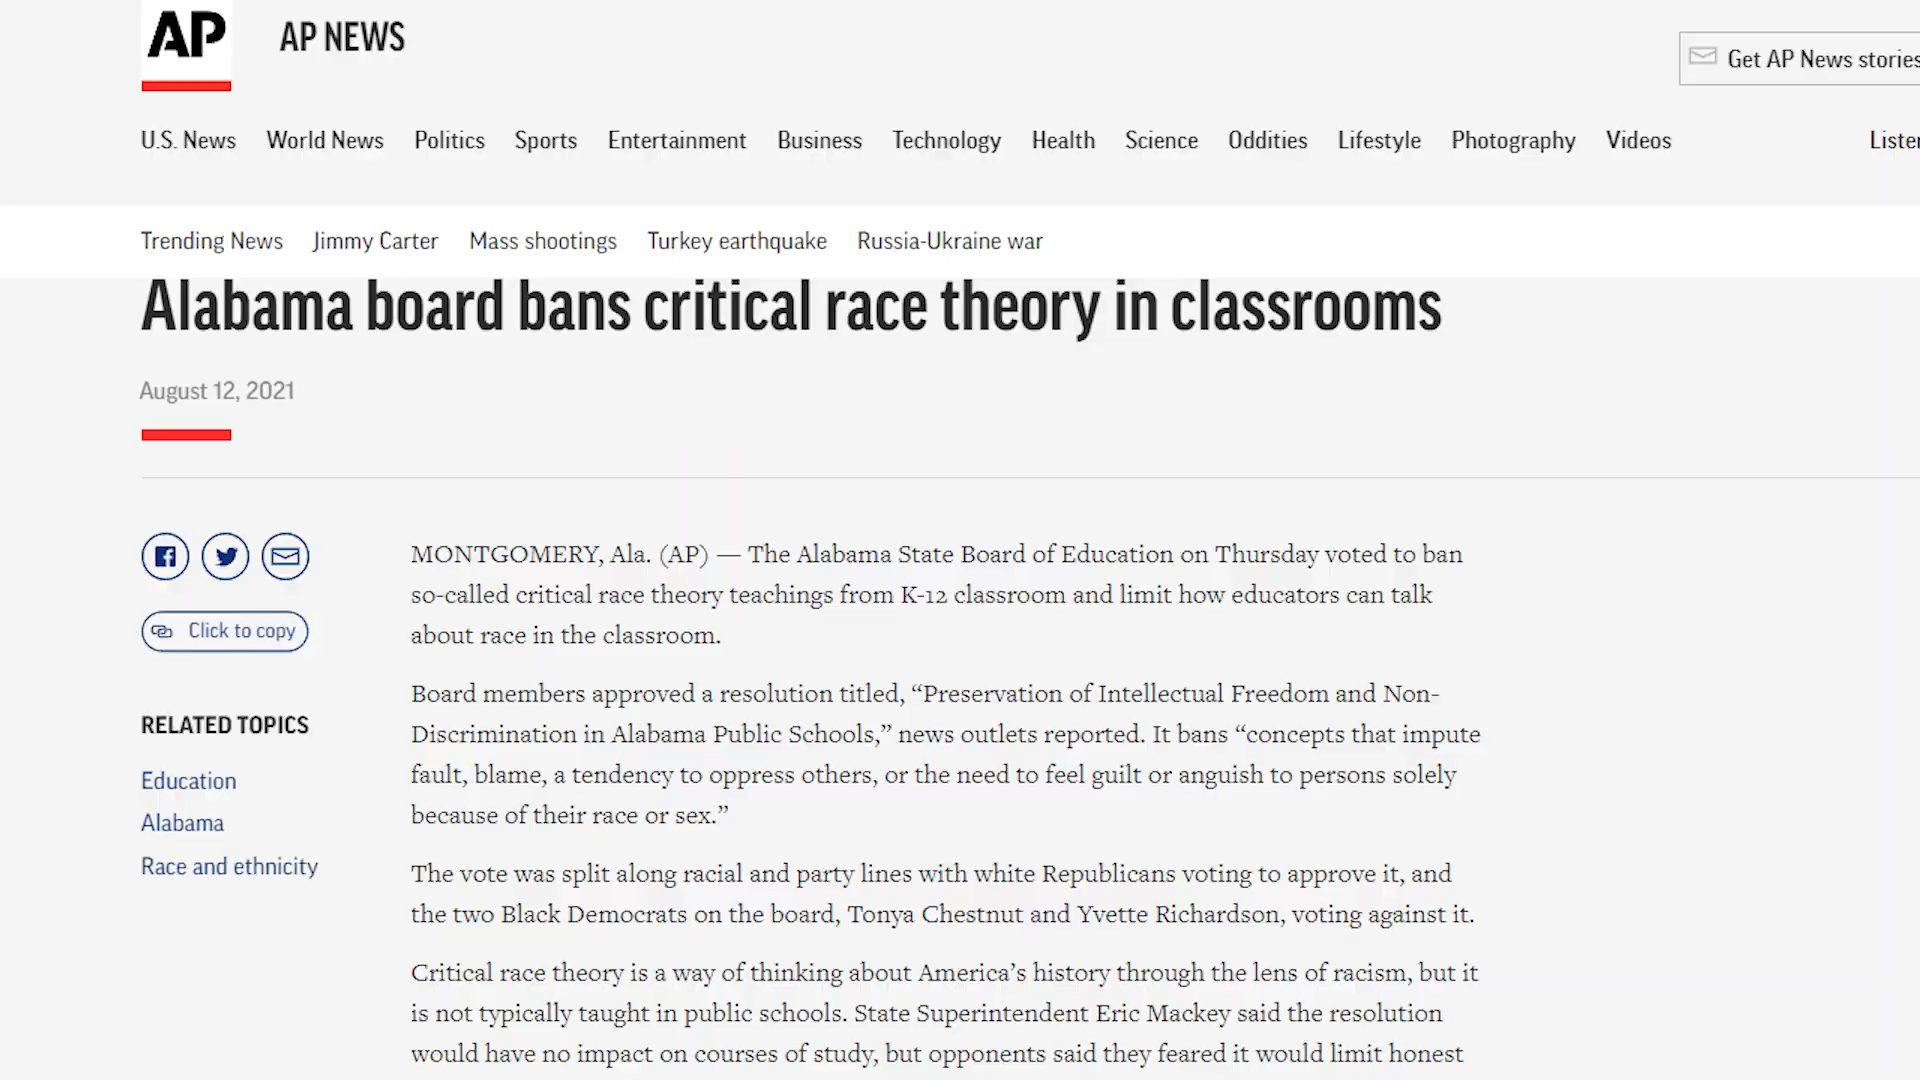 AP
AP NEWS
Get AP News stories
U.S. News World News Politics Sports Entertainment Business Technology Health Science Oddities Lifestyle Photography Videos
Trending News Jimmy Carter Mass shootings Turkey earthquake Russia-Ukraine war
Alabama board bans critical race theory in classrooms
August 12, 2021
Click to copy
RELATED TOPICS
Education
Alabama
Race and ethnicity
MONTGOMERY, Ala. (AP) — The Alabama State Board of Education on Thursday voted to ban
so-called critical race theory teachings from K-12 classroom and limit how educators can talk
about race in the classroom.
Board members approved a resolution titled, “Preservation of Intellectual Freedom and Non-
Discrimination in Alabama Public Schools,” news outlets reported. It bans “concepts that impute
fault, blame, a tendency to oppress others, or the need to feel guilt or anguish to persons solely
because of their race or sex.”
The vote was split along racial and party lines with white Republicans voting to approve it, and
the two Black Democrats on the board, Tonya Chestnut and Yvette Richardson, voting against it.
Critical race theory is a way of thinking about America’s history through the lens of racism, but it
is not typically taught in public schools. State Superintendent Eric Mackey said the resolution
would have no impact on courses of study, but opponents said they feared it would limit honest